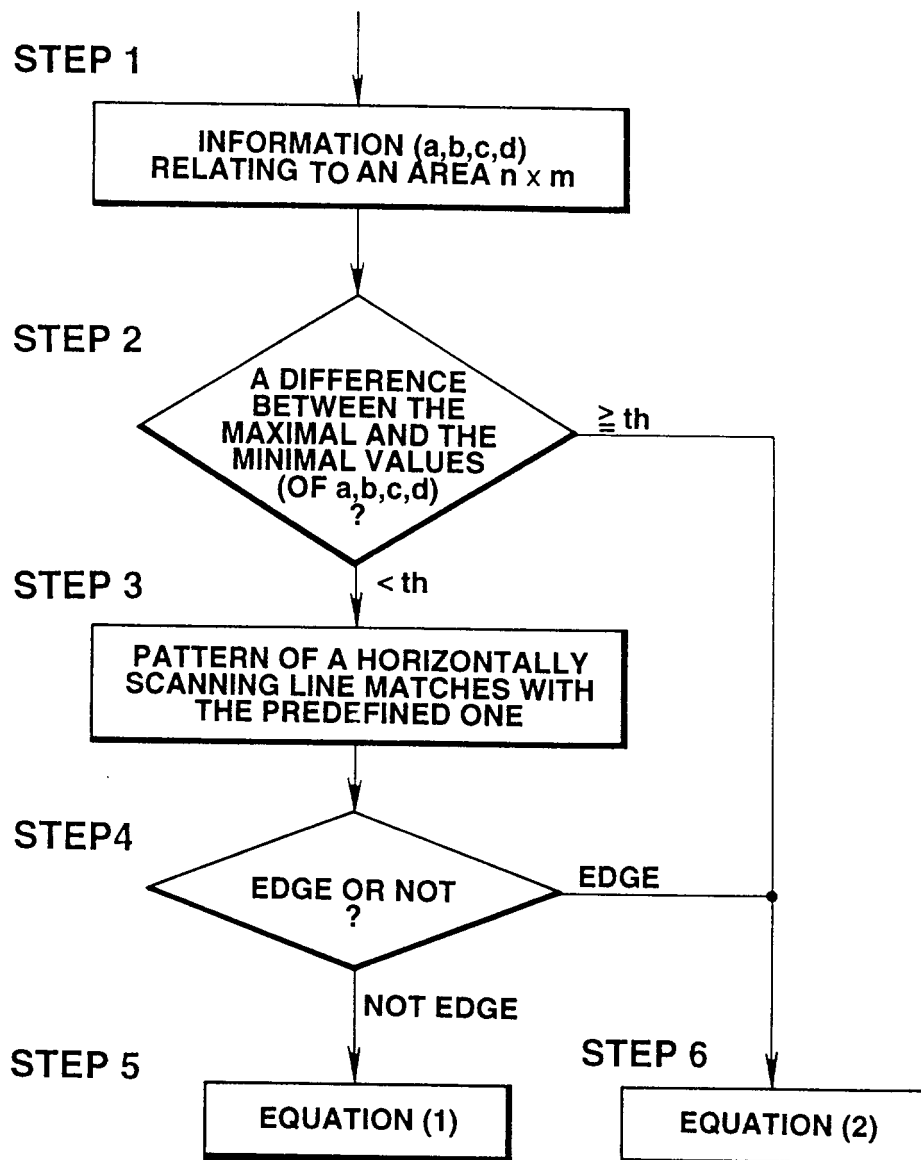 STEP 1
INFORMATION (a,b,c,d)
RELATING TO AN AREA n x m
STEP 2
A DIFFERENCE
BETWEEN THE
MAXIMAL AND THE
MINIMAL VALUES
(OF a,b,c,d)
?
≧ th
< th
STEP 3
PATTERN OF A HORIZONTALLY
SCANNING LINE MATCHES WITH
THE PREDEFINED ONE
STEP4
EDGE OR NOT
?
EDGE
NOT EDGE
STEP 5
EQUATION (1)
STEP 6
EQUATION (2)